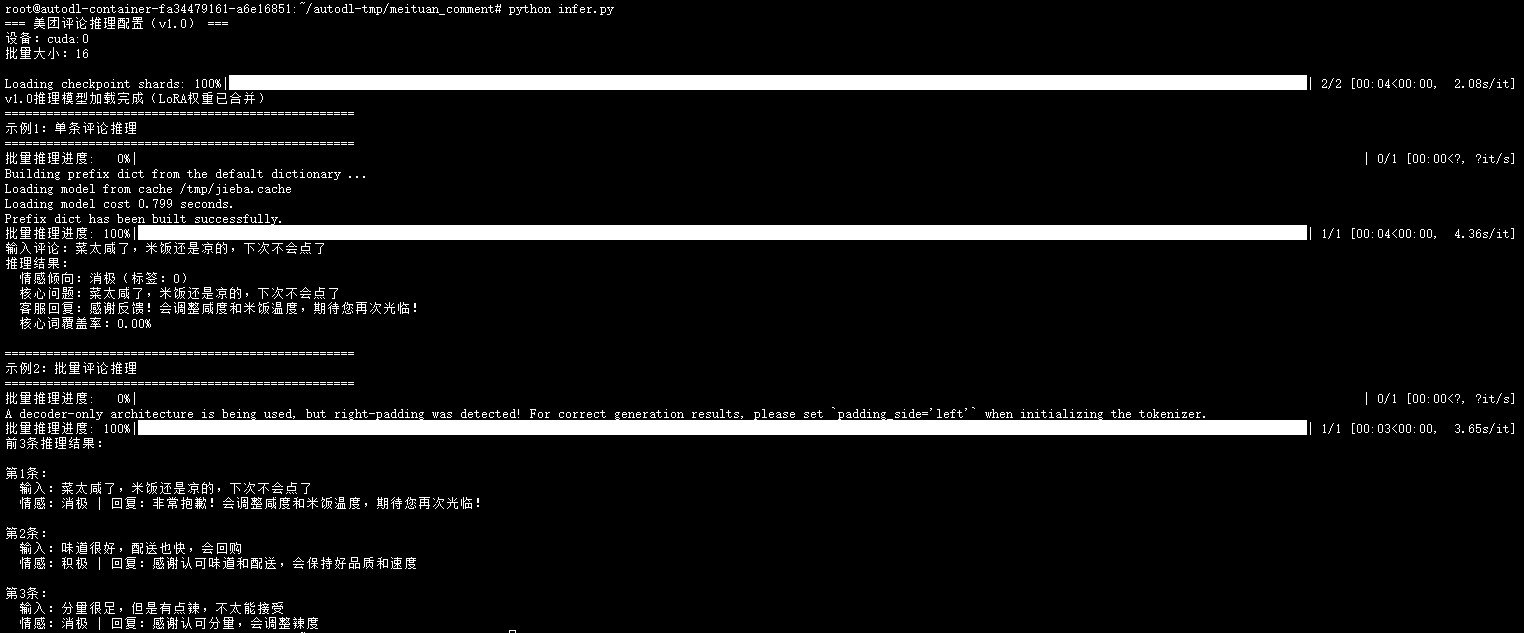 root@autodl-container-fa34479161-a6e16851:~/autodl-tmp/meituan_comment# python infer.py
=== 美团评论推理配置（v1.0） ===
设备: cuda:0
批量大小: 16
Loading checkpoint shards: 100%| | 2/2 [00:04<00:00, 2.08s/it]
v1.0推理模型加载完成（LoRA权重已合并）
==================================================
示例1: 单条评论推理
==================================================
批量推理进度: 0%| | 0/1 [00:00<?, ?it/s]
Building prefix dict from the default dictionary ...
Loading model from cache /tmp/jieba.cache
Loading model cost 0.799 seconds.
Prefix dict has been built successfully.
批量推理进度: 100%| | 1/1 [00:04<00:00, 4.36s/it]
输入评论: 菜太咸了，米饭还是凉的，下次不会点了
推理结果:
情感倾向: 消极（标签: 0）
核心问题: 菜太咸了，米饭还是凉的，下次不会点了
客服回复: 感谢反馈！会调整咸度和米饭温度，期待您再次光临！
核心词覆盖率: 0.00%
==================================================
示例2: 批量评论推理
==================================================
批量推理进度: 0%| | 0/1 [00:00<?, ?it/s]
A decoder-only architecture is being used, but right-padding was detected! For correct generation results, please set `padding_side='left'` when initializing the tokenizer.
批量推理进度: 100%| | 1/1 [00:03<00:00, 3.65s/it]
前3条推理结果:
第1条:
输入: 菜太咸了，米饭还是凉的，下次不会点了
情感: 消极 | 回复: 非常抱歉！会调整咸度和米饭温度，期待您再次光临！
第2条:
输入: 味道很好，配送也快，会回购
情感: 积极 | 回复: 感谢认可味道和配送，会保持好品质和速度
第3条:
输入: 分量很足，但是有点辣，不太能接受
情感: 消极 | 回复: 感谢认可分量，会调整辣度